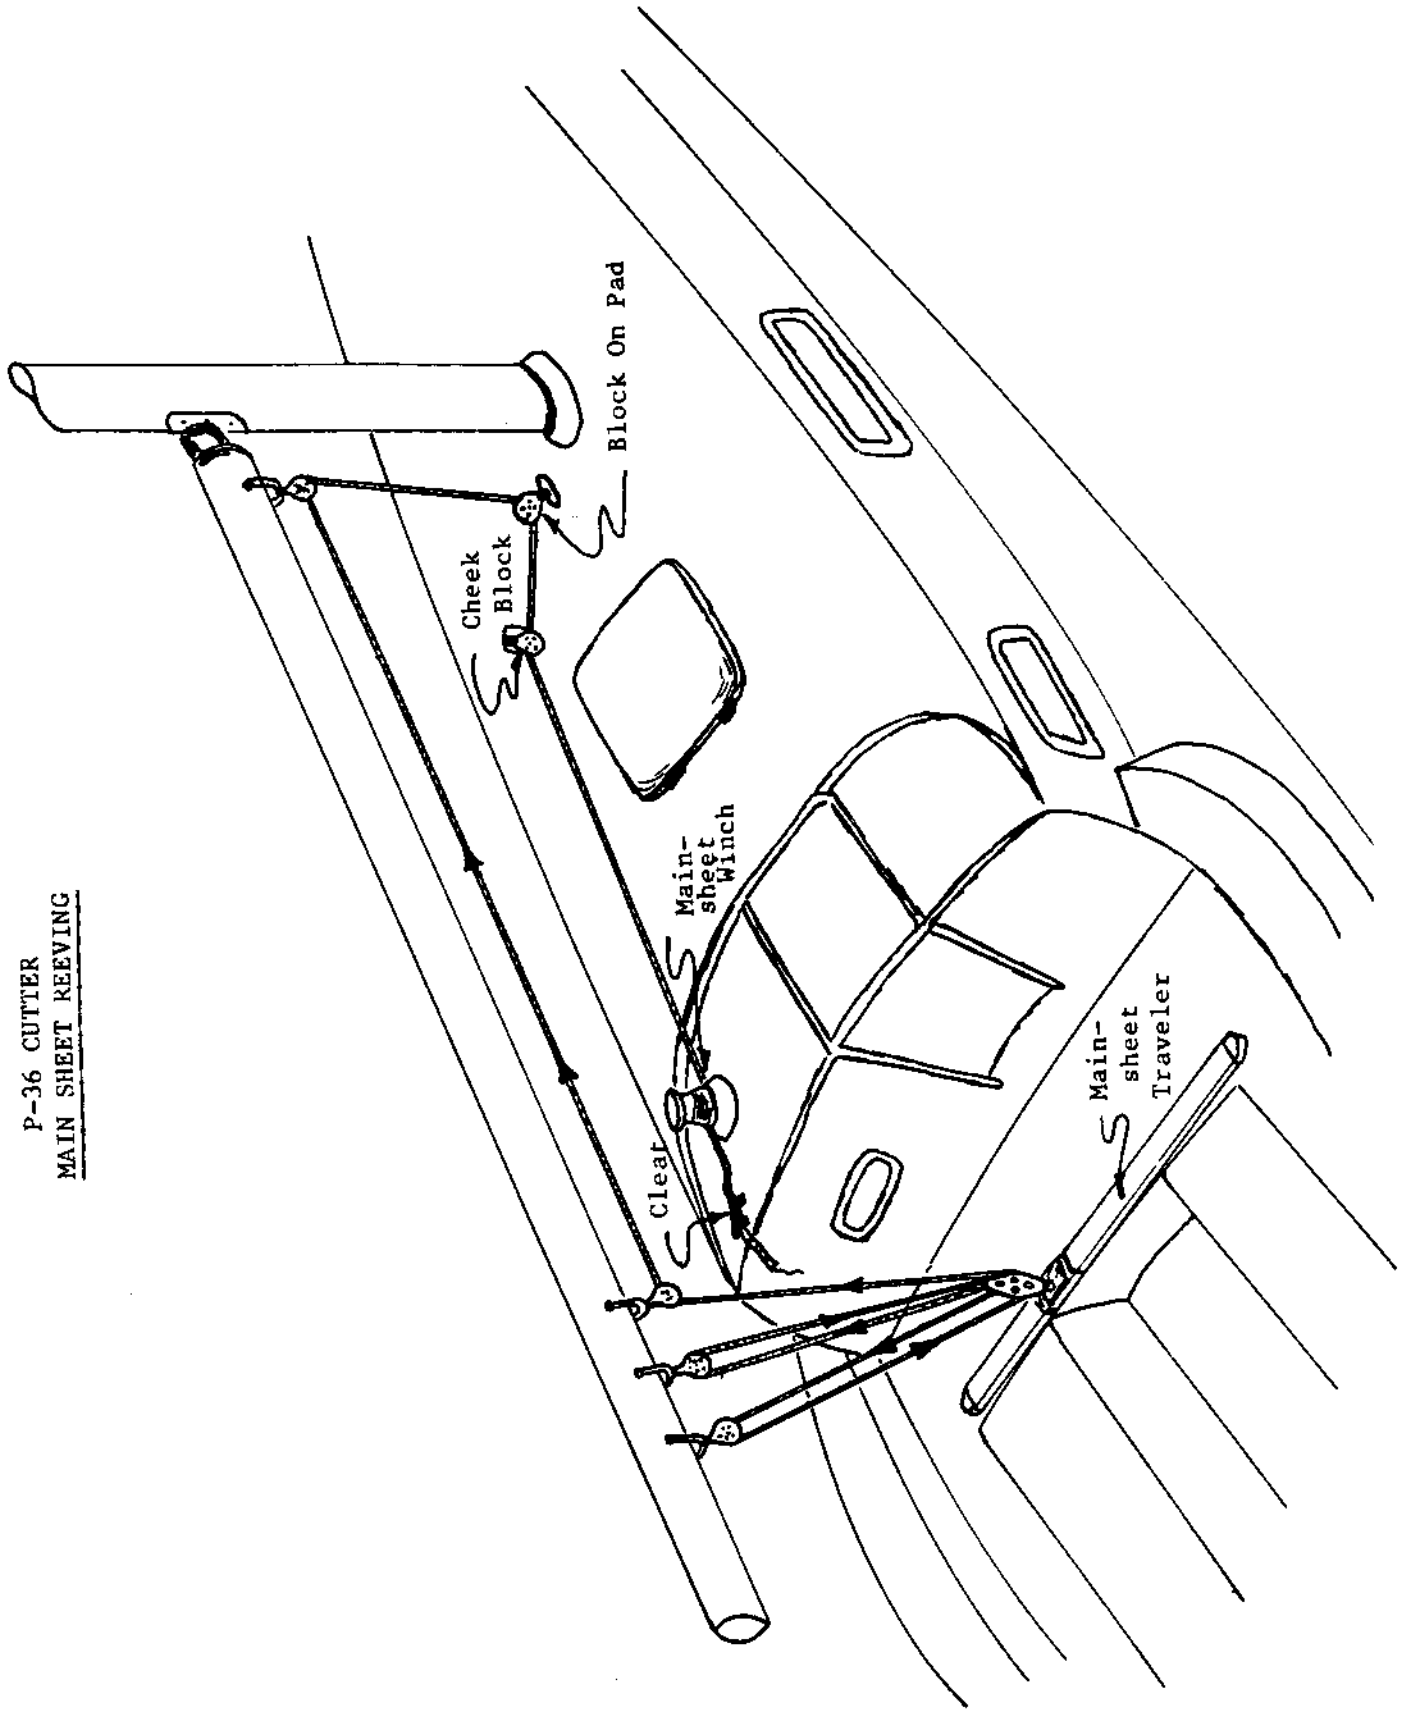 P-36 CUTTER
MAIN SHEET REEVING
Block On Pad
Cheek
Block
Main-
sheet
Winch
Cleat
Main-
sheet
Traveler